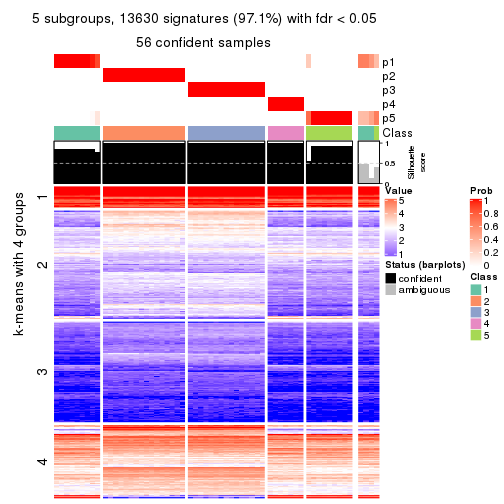 5 subgroups, 13630 signatures (97.1%) with fdr < 0.05
56 confident samples
p1
p2
p3
p4
p5
Class
1
0.5
0
Silhouette
score
k-means with 4 groups
1
2
3
4
Value
5
4
3
2
1
Status (barplots)
confident
ambiguous
Prob
1
0.8
0.6
0.4
0.2
0
Class
1
2
3
4
5